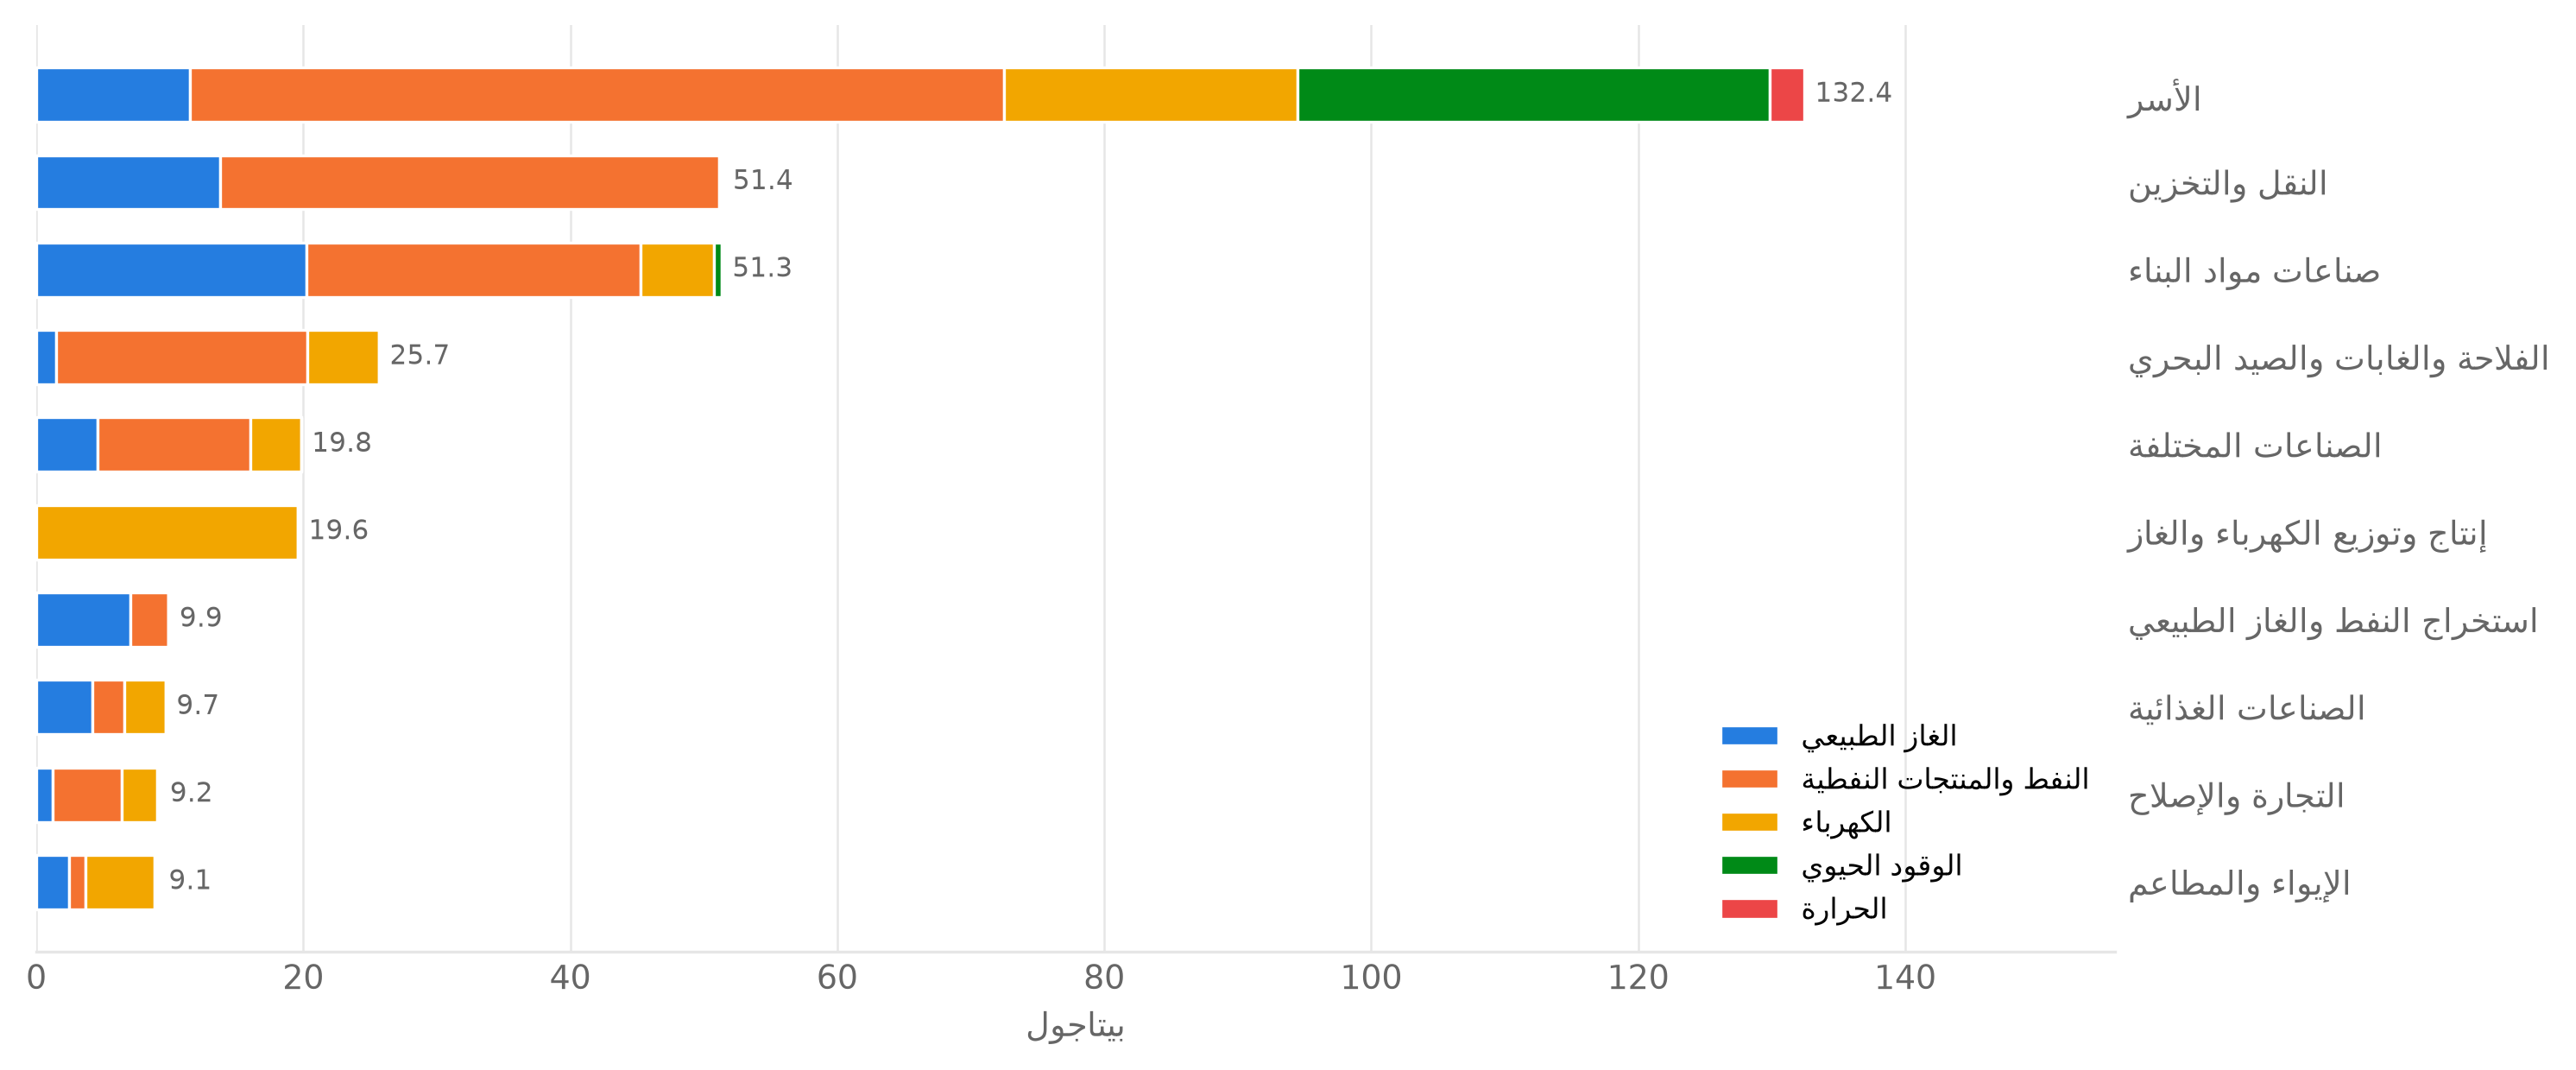 132.4 الأسر
51.4 النقل والتخزين
51.3 صناعات مواد البناء
25.7 الفلاحة والغابات والصيد البحري
19.8 الصناعات المختلفة
19.6 إنتاج وتوزيع الكهرباء والغاز
9.9 استخراج النفط والغاز الطبيعي
9.7 الصناعات الغذائية
9.2 التجارة والإصلاح
9.1 الإيواء والمطاعم
الغاز الطبيعي
النفط والمنتجات النفطية
الكهرباء
الوقود الحيوي
الحرارة
0 20 40 60 80 100 120 140
بيتاجول